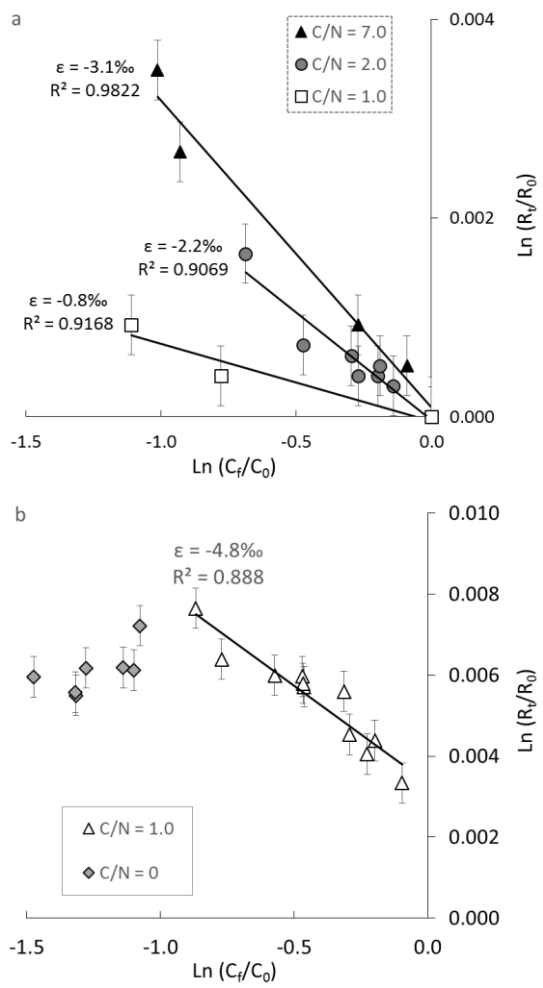 a
C/N = 7.0
C/N = 2.0
C/N = 1.0
ε = -3.1‰
R² = 0.9822
ε = -2.2‰
R² = 0.9069
ε = -0.8‰
R² = 0.9168
0.004
0.002
0.000
Ln (Rt/R0)
-1.5
-1.0
-0.5
0.0
Ln (Cf/C0)
b
ε = -4.8‰
R² = 0.888
C/N = 1.0
C/N = 0
0.010
0.008
0.006
0.004
0.002
0.000
Ln (Rt/R0)
-1.5
-1.0
-0.5
0.0
Ln (Cf/C0)